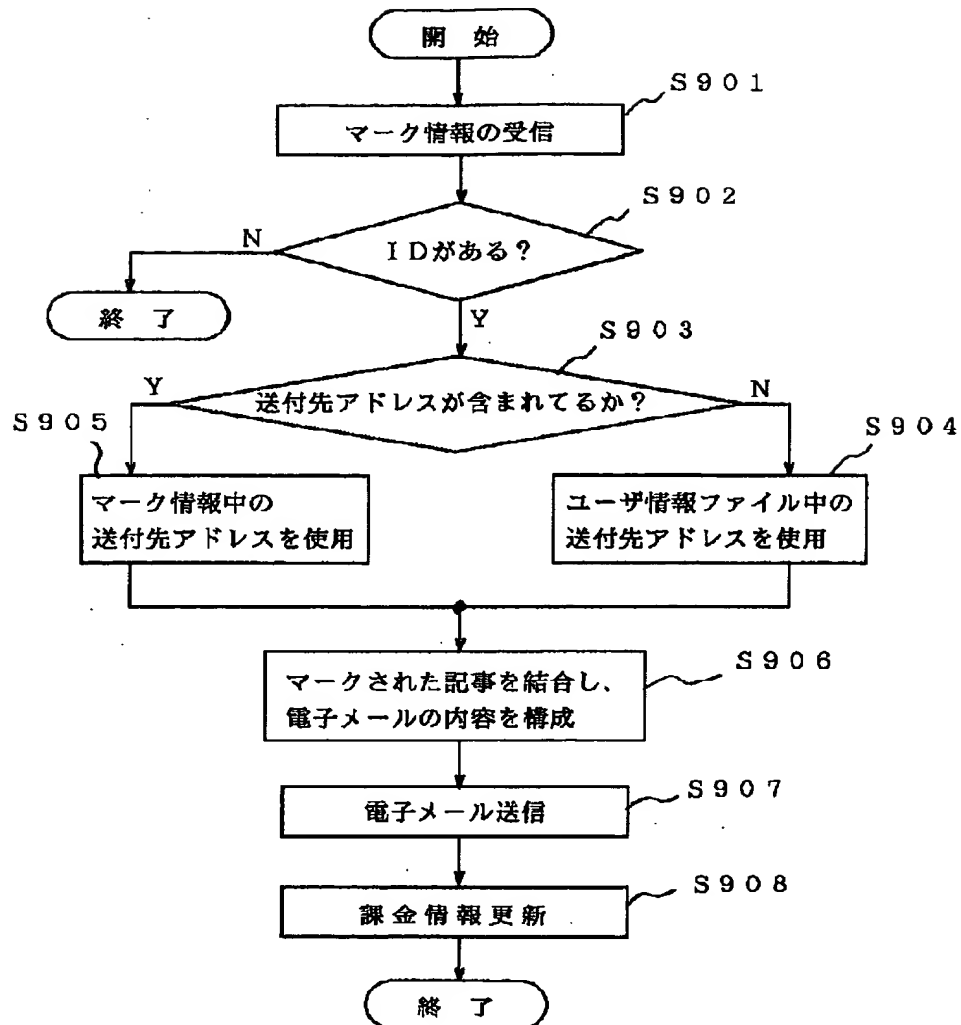 開 始
S901
マーク情報の受信
S902
IDがある?
N
終 了
Y
S903
送付先アドレスが含まれてるか?
Y
N
S905
マーク情報中の
送付先アドレスを使用
S904
ユーザ情報ファイル中の
送付先アドレスを使用
S906
マークされた記事を結合し、
電子メールの内容を構成
S907
電子メール送信
S908
課金情報更新
終 了